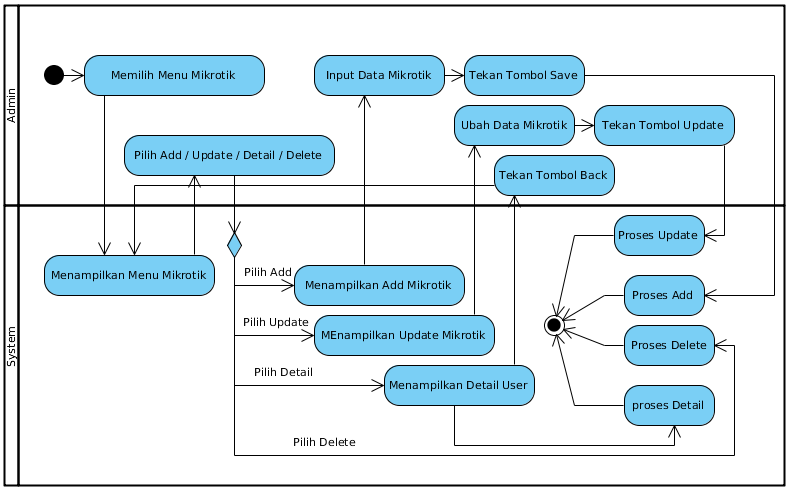 Admin
Memilih Menu Mikrotik
Input Data Mikrotik
Tekan Tombol Save
Ubah Data Mikrotik
Tekan Tombol Update
Pilih Add / Update / Detail / Delete
Tekan Tombol Back
System
Proses Update
Menampilkan Menu Mikrotik
Pilih Add
Menampilkan Add Mikrotik
Proses Add
Pilih Update
MEnampilkan Update Mikrotik
Proses Delete
Pilih Detail
Menampilkan Detail User
proses Detail
Pilih Delete